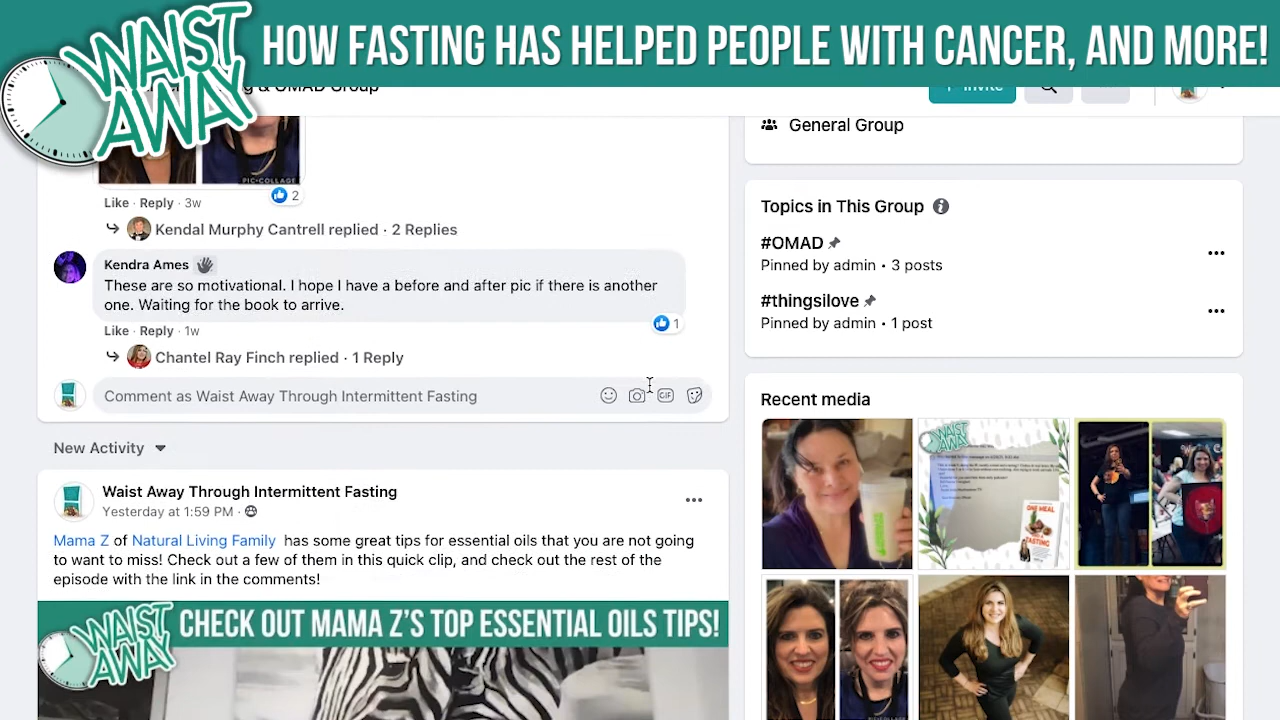 WAIST AWAY
HOW FASTING HAS HELPED PEOPLE WITH CANCER, AND MORE!
& OMAD Group
Invite
PIC•COLLAGE
General Group
Like · Reply · 3w
2
Kendal Murphy Cantrell replied · 2 Replies
Kendra Ames
These are so motivational. I hope I have a before and after pic if there is another
one. Waiting for the book to arrive.
Like · Reply · 1w
1
Chantel Ray Finch replied · 1 Reply
Comment as Waist Away Through Intermittent Fasting
GIF
New Activity
Waist Away Through Intermittent Fasting
Yesterday at 1:59 PM ·
Mama Z of Natural Living Family has some great tips for essential oils that you are not going
to want to miss! Check out a few of them in this quick clip, and check out the rest of the
episode with the link in the comments!
WAIST AWAY
CHECK OUT MAMA Z'S TOP ESSENTIAL OILS TIPS!
Topics in This Group
#OMAD
Pinned by admin • 3 posts
#thingsilove
Pinned by admin • 1 post
Recent media
WAIST AWAY
ONE MEAL
FASTING
PIC•COLLAGE